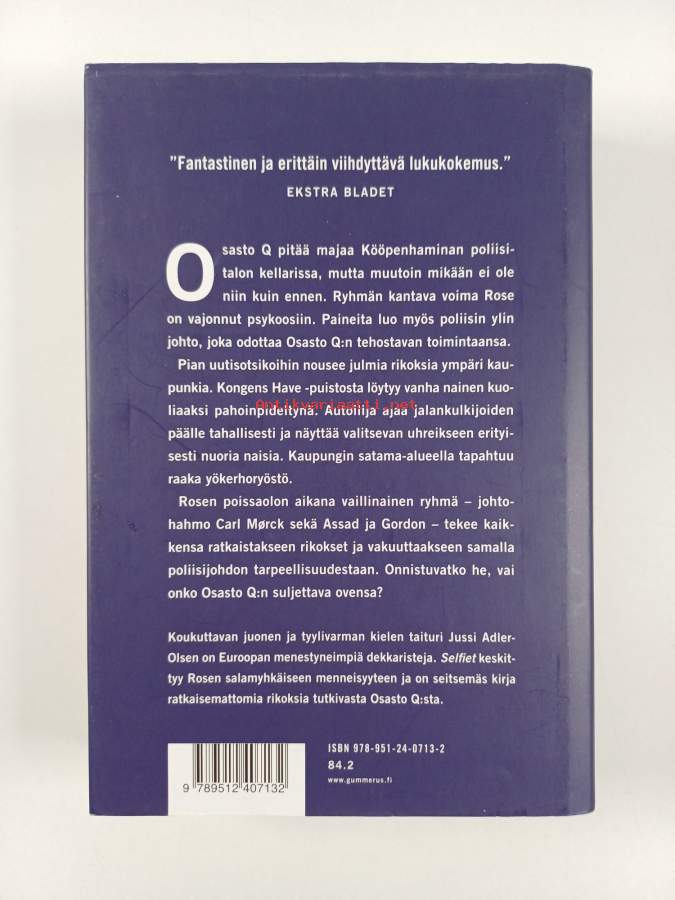 ”Fantastinen ja erittäin viihdyttävä lukukokemus.”
EKSTRA BLADET
Osasto Q pitää majaa Kööpenhaminan poliisi-
talon kellarissa, mutta muutoin mikään ei ole
niin kuin ennen. Ryhmän kantava voima Rose
on vajonnut psykoosiin. Paineita luo myös poliisin ylin
johto, joka odottaa Osasto Q:n tehostavan toimintaansa.
Pian uutisotsikoihin nousee julmia rikoksia ympäri kau-
punkia. Kongens Have -puistosta löytyy vanha nainen kuo-
liaaksi pahoinpideltynä. Autoilija ajaa jalankulkijoiden
Antikvariaatti.net
päälle tahallisesti ja näyttää valitsevan uhreikseen erityi-
sesti nuoria naisia. Kaupungin satama-alueella tapahtuu
raaka yökerhoryöstö.
Rosen poissaolon aikana vaillinainen ryhmä – johto-
hahmo Carl Mørck sekä Assad ja Gordon – tekee kaik-
kensa ratkaistakseen rikokset ja vakuuttaakseen samalla
poliisijohdon tarpeellisuudestaan. Onnistuvatko he, vai
onko Osasto Q:n suljettava ovensa?
Koukuttavan juonen ja tyylivarman kielen taituri Jussi Adler-
Olsen on Euroopan menestyneimpiä dekkaristeja. Selfiet keskit-
tyy Rosen salamyhkäiseen menneisyyteen ja on seitsemäs kirja
ratkaisemattomia rikoksia tutkivasta Osasto Q:sta.
ISBN 978-951-24-0713-2
84.2
www.gummerus.fi
9 789512 407132